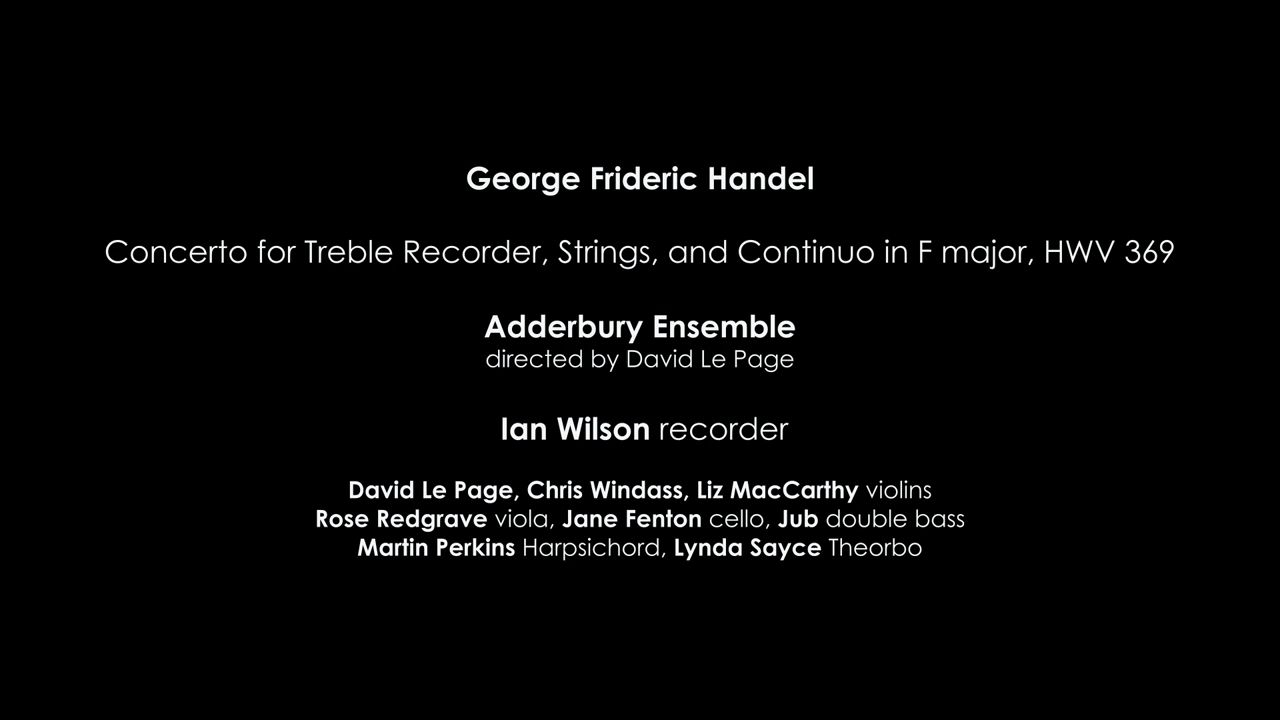 George Frideric Handel
Concerto for Treble Recorder, Strings, and Continuo in F major, HWV 369
Adderbury Ensemble
directed by David Le Page
Ian Wilson recorder
David Le Page, Chris Windass, Liz MacCarthy violins
Rose Redgrave viola, Jane Fenton cello, Jub double bass
Martin Perkins Harpsichord, Lynda Sayce Theorbo